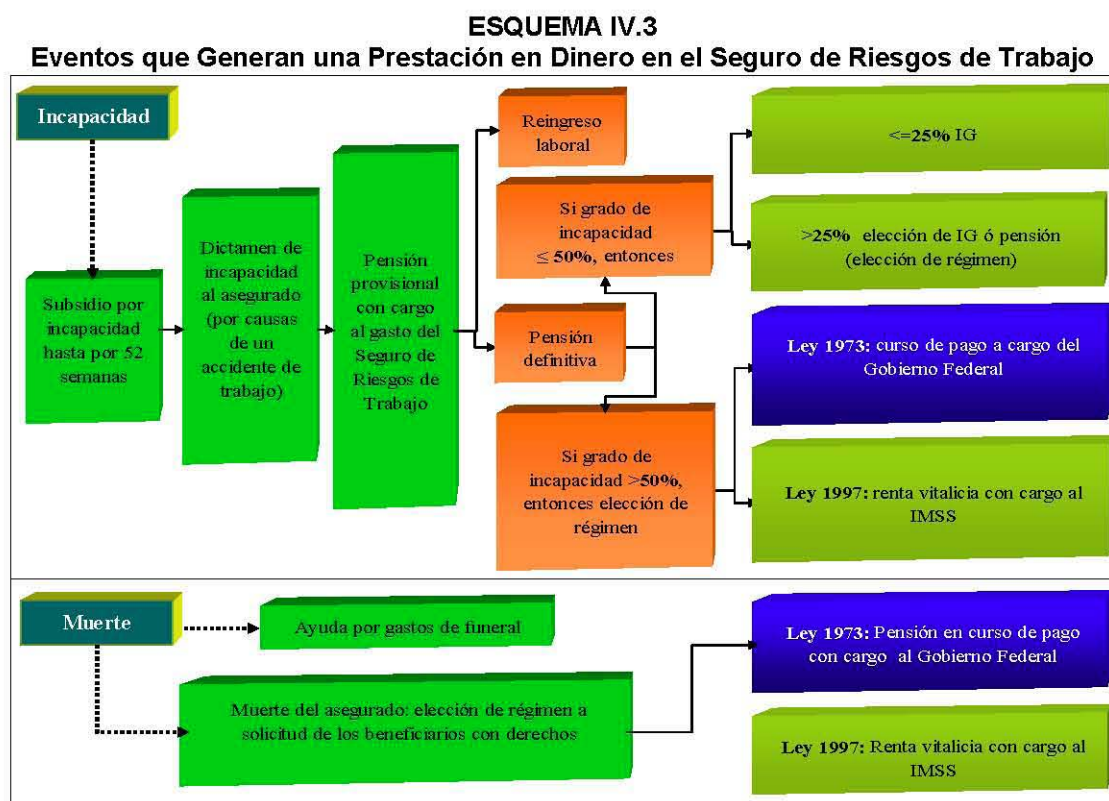 ESQUEMA IV.3
Eventos que Generan una Prestación en Dinero en el Seguro de Riesgos de Trabajo
Incapacidad
Subsidio por
incapacidad
hasta por 52
semanas
Dictamen de
incapacidad
al asegurado
(por causas
de un
accidente de
trabajo)
Pensión
provisional
con cargo
al gasto del
Seguro de
Riesgos de
Trabajo
Reingreso
laboral
Si grado de
incapacidad
≤ 50%, entonces
Pensión
definitiva
Si grado de
incapacidad >50%,
entonces elección de
régimen
<=25% IG
>25% elección de IG ó pensión
(elección de régimen)
Ley 1973: curso de pago a cargo del
Gobierno Federal
Ley 1997: renta vitalicia con cargo al
IMSS
Muerte
Ayuda por gastos de funeral
Muerte del asegurado: elección de régimen a
solicitud de los beneficiarios con derechos
Ley 1973: Pensión en curso de pago
con cargo al Gobierno Federal
Ley 1997: Renta vitalicia con cargo al
IMSS